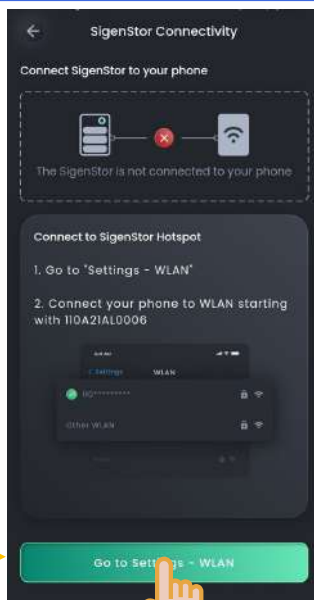 SigenStor Connectivity
Connect SigenStor to your phone
The SigenStor is not connected to your phone
Connect to SigenStor Hotspot
1. Go to "Settings - WLAN"
2. Connect your phone to WLAN starting
with 110A21AL0006
Settings WLAN
Other WLAN
Go to Settings - WLAN